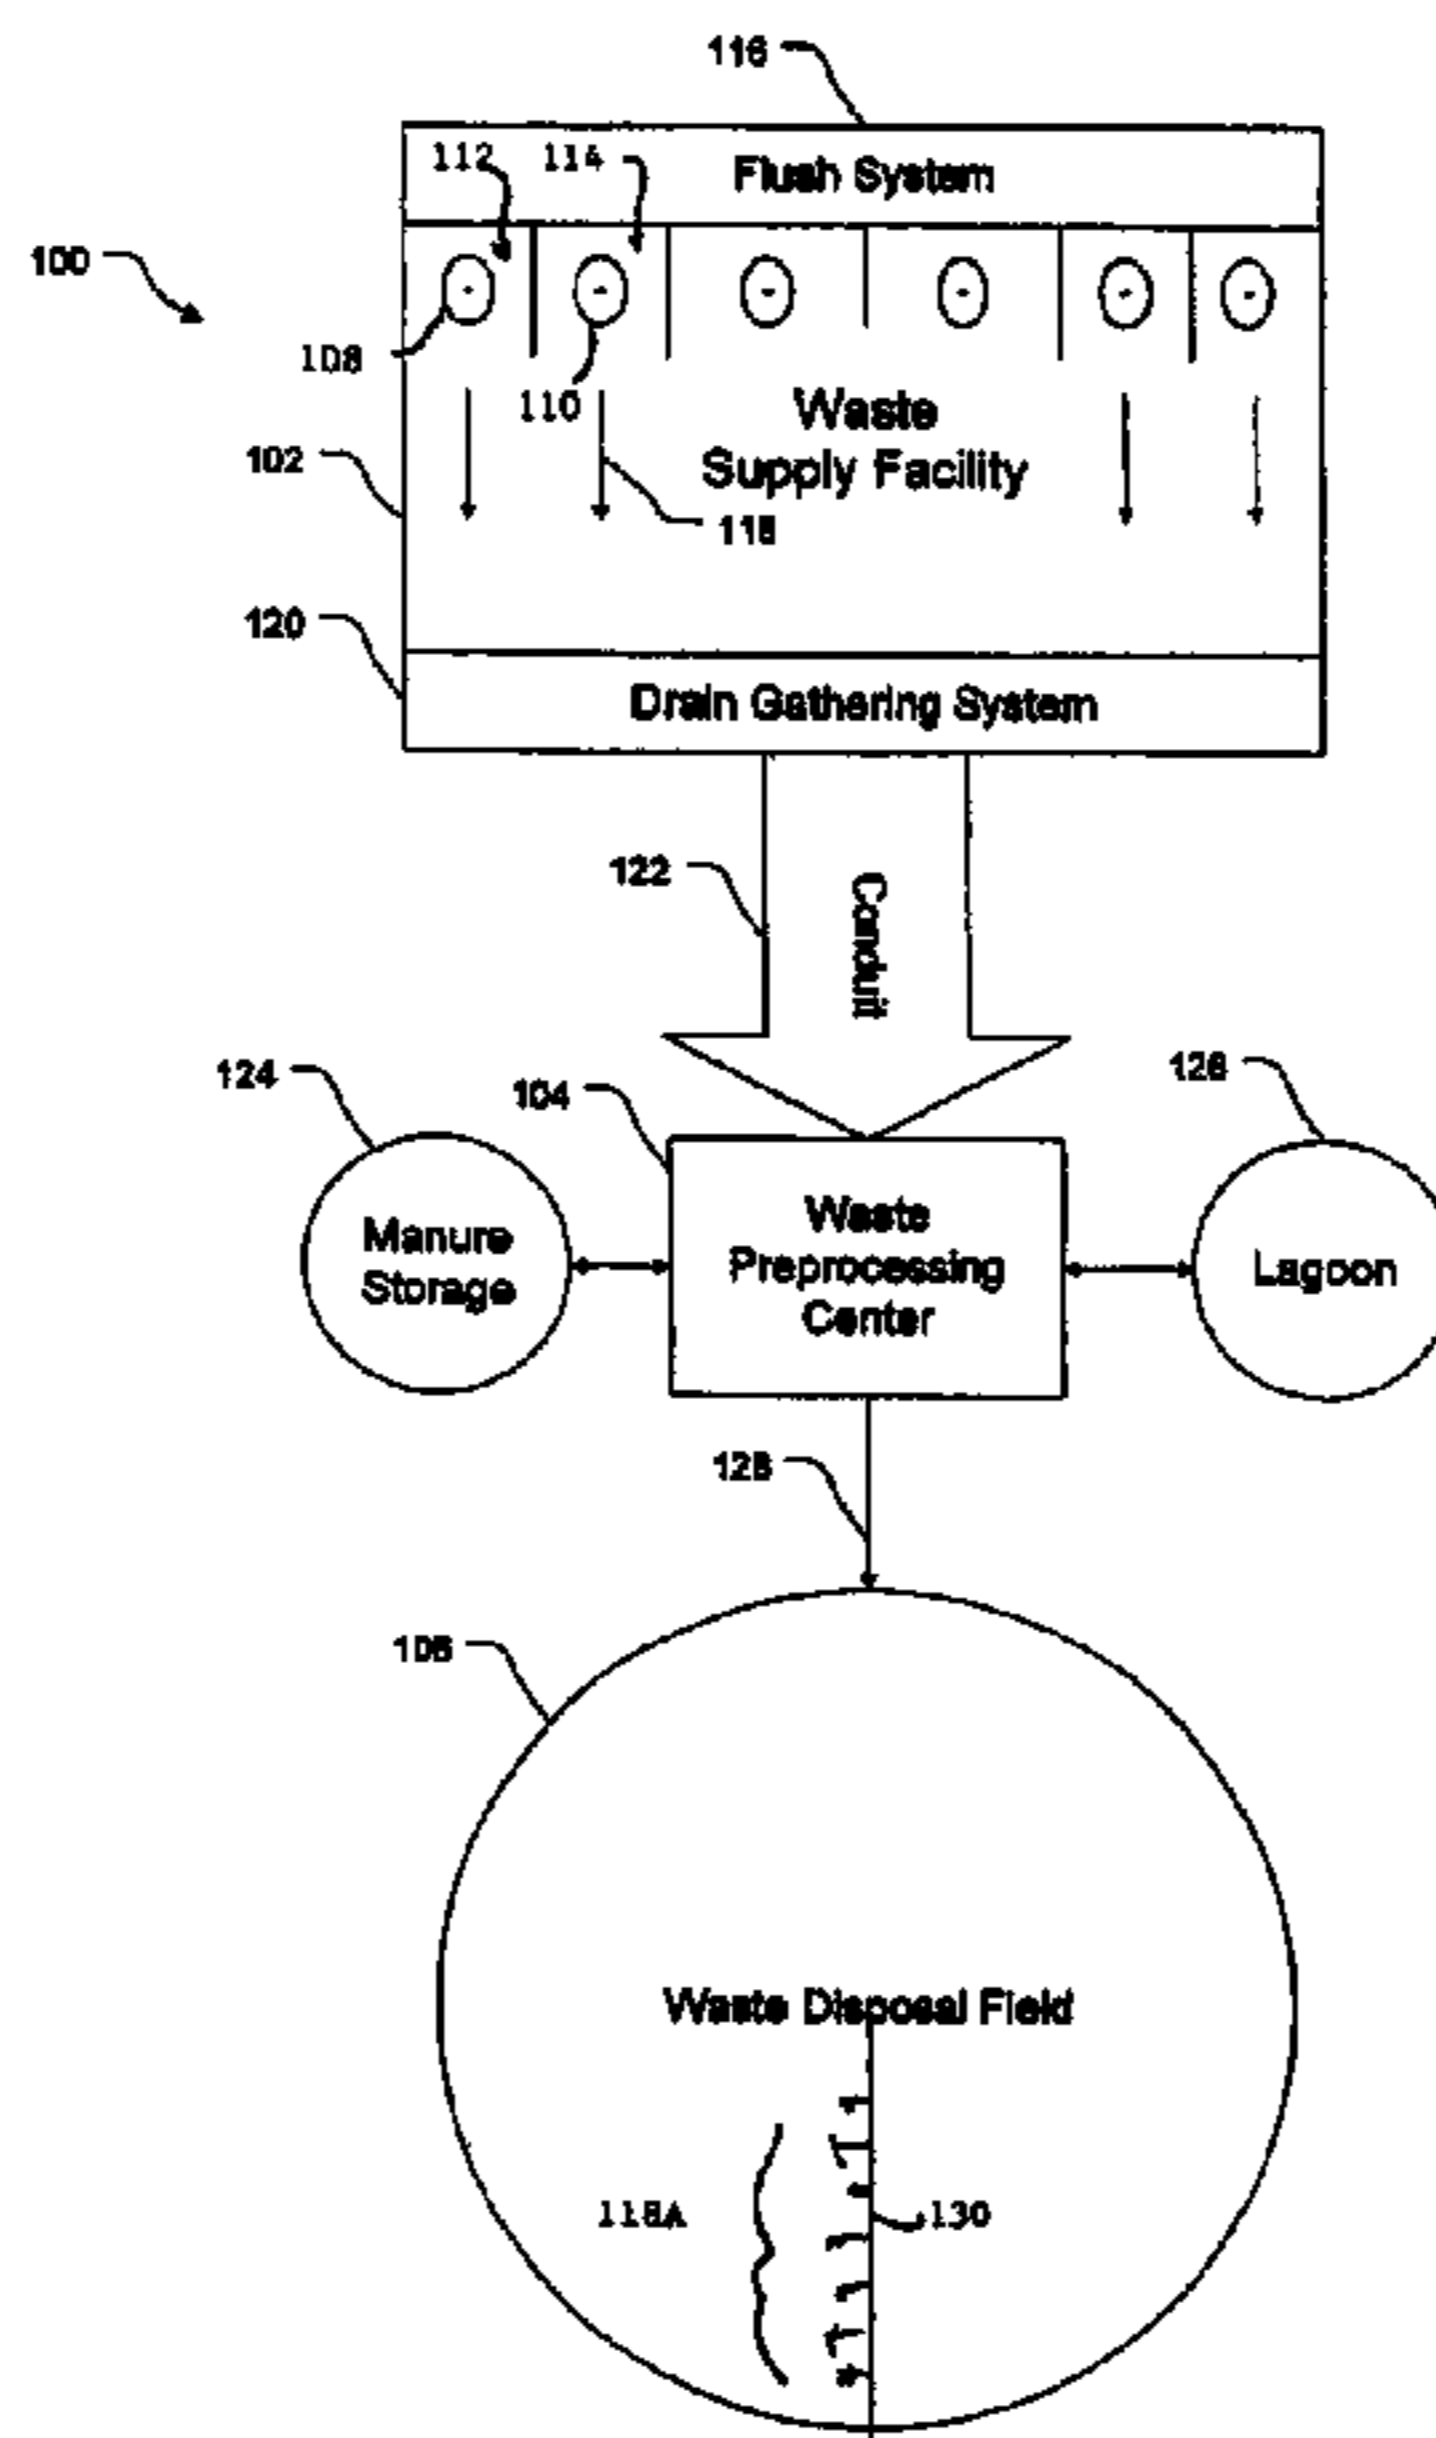 116
112 114
Flush System
100
108
110
Waste
Supply Facility
102
118
120
Drain Gathering System
122
Conduit
124
104
126
Manure
Storage
Waste
Preprocessing
Center
Lagoon
128
106
Waste Disposal Field
118A
130